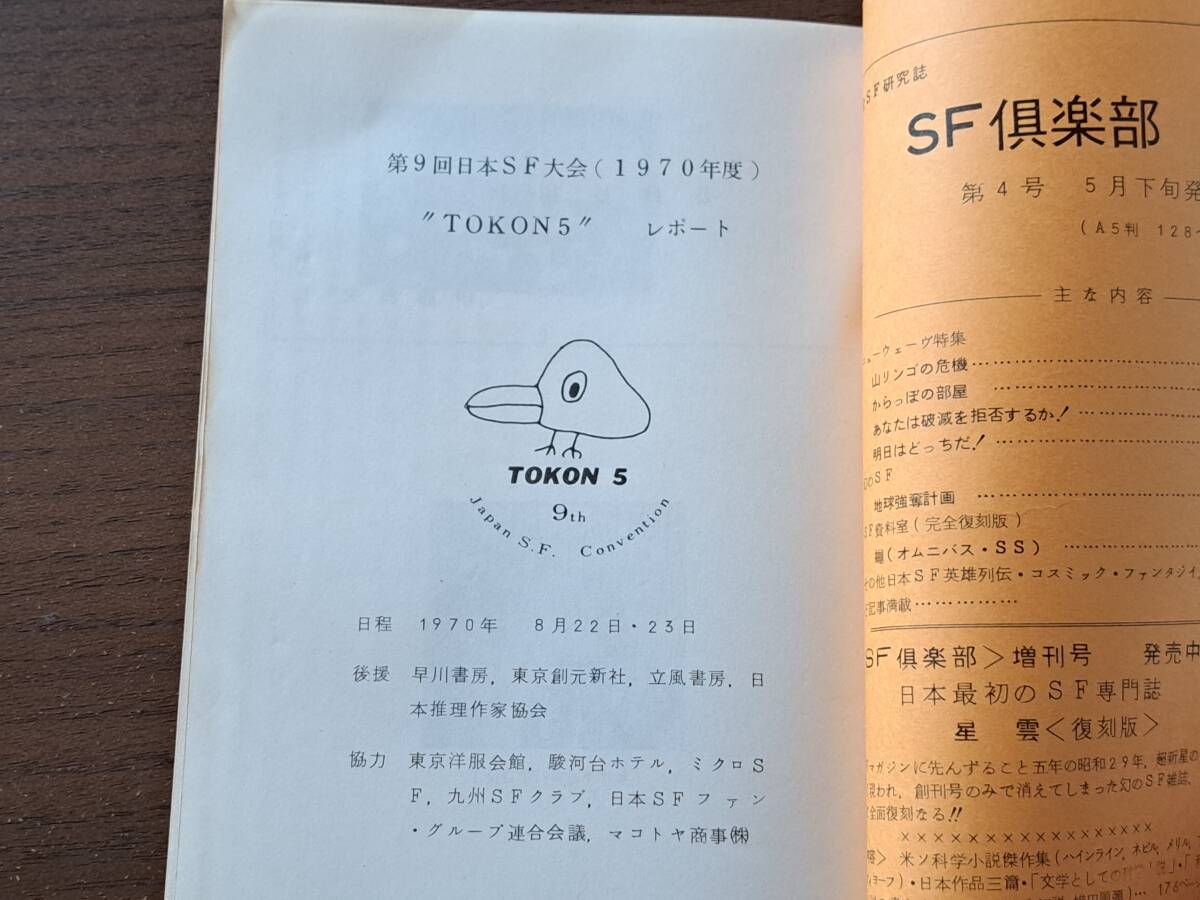 第9回日本SF大会(1970年度)
"TOKON5" レポート
TOKON 5
9th
Japan S.F. Convention
日程 1970年 8月22日・23日
後援 早川書房,東京創元新社,立風書房,日
本推理作家協会
協力 東京洋服会館,駿河台ホテル,ミクロS
F,九州SFクラブ,日本SFファン
・グループ連合会議,マコトヤ商事㈱
SF研究誌
SF倶楽部
第4号 5月下旬発
(A5判 128
主な内容
ューウェーヴ特集
山リンゴの危機
からっぽの部屋
あなたは破滅を拒否するか!
明日はどっちだ!
のSF
地球強奪計画
SF資料室(完全復刻版)
(オムニバス・SS)
その他日本SF英雄列伝・コスミック・ファンタジイ
記事満載
SF倶楽部>増刊号 発売中
日本最初のSF専門誌
星雲<復刻版>
マガジンに先んずること五年の昭和29年,超新星の
現われ,創刊号のみで消えてしまった幻のSF雑誌,
全面復刻なる!!
××××××××××××××××××
> 米ソ科学小説傑作集(ハインライン,ネビル,メリル,
ィヨーフ)・日本作品三篇・「文学としての